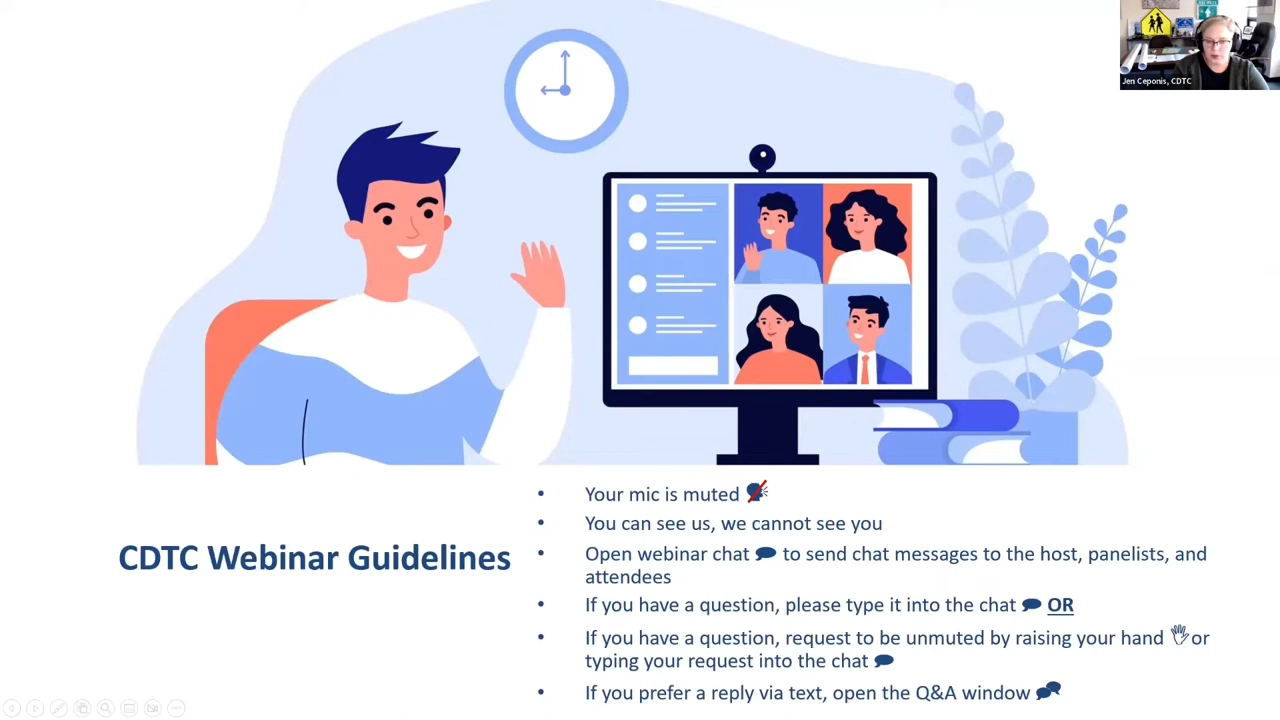 Jen Ceponis, CDTC
CDTC Webinar Guidelines
• Your mic is muted
• You can see us, we cannot see you
• Open webinar chat to send chat messages to the host, panelists, and
attendees
• If you have a question, please type it into the chat OR
• If you have a question, request to be unmuted by raising your hand or
typing your request into the chat
• If you prefer a reply via text, open the Q&A window